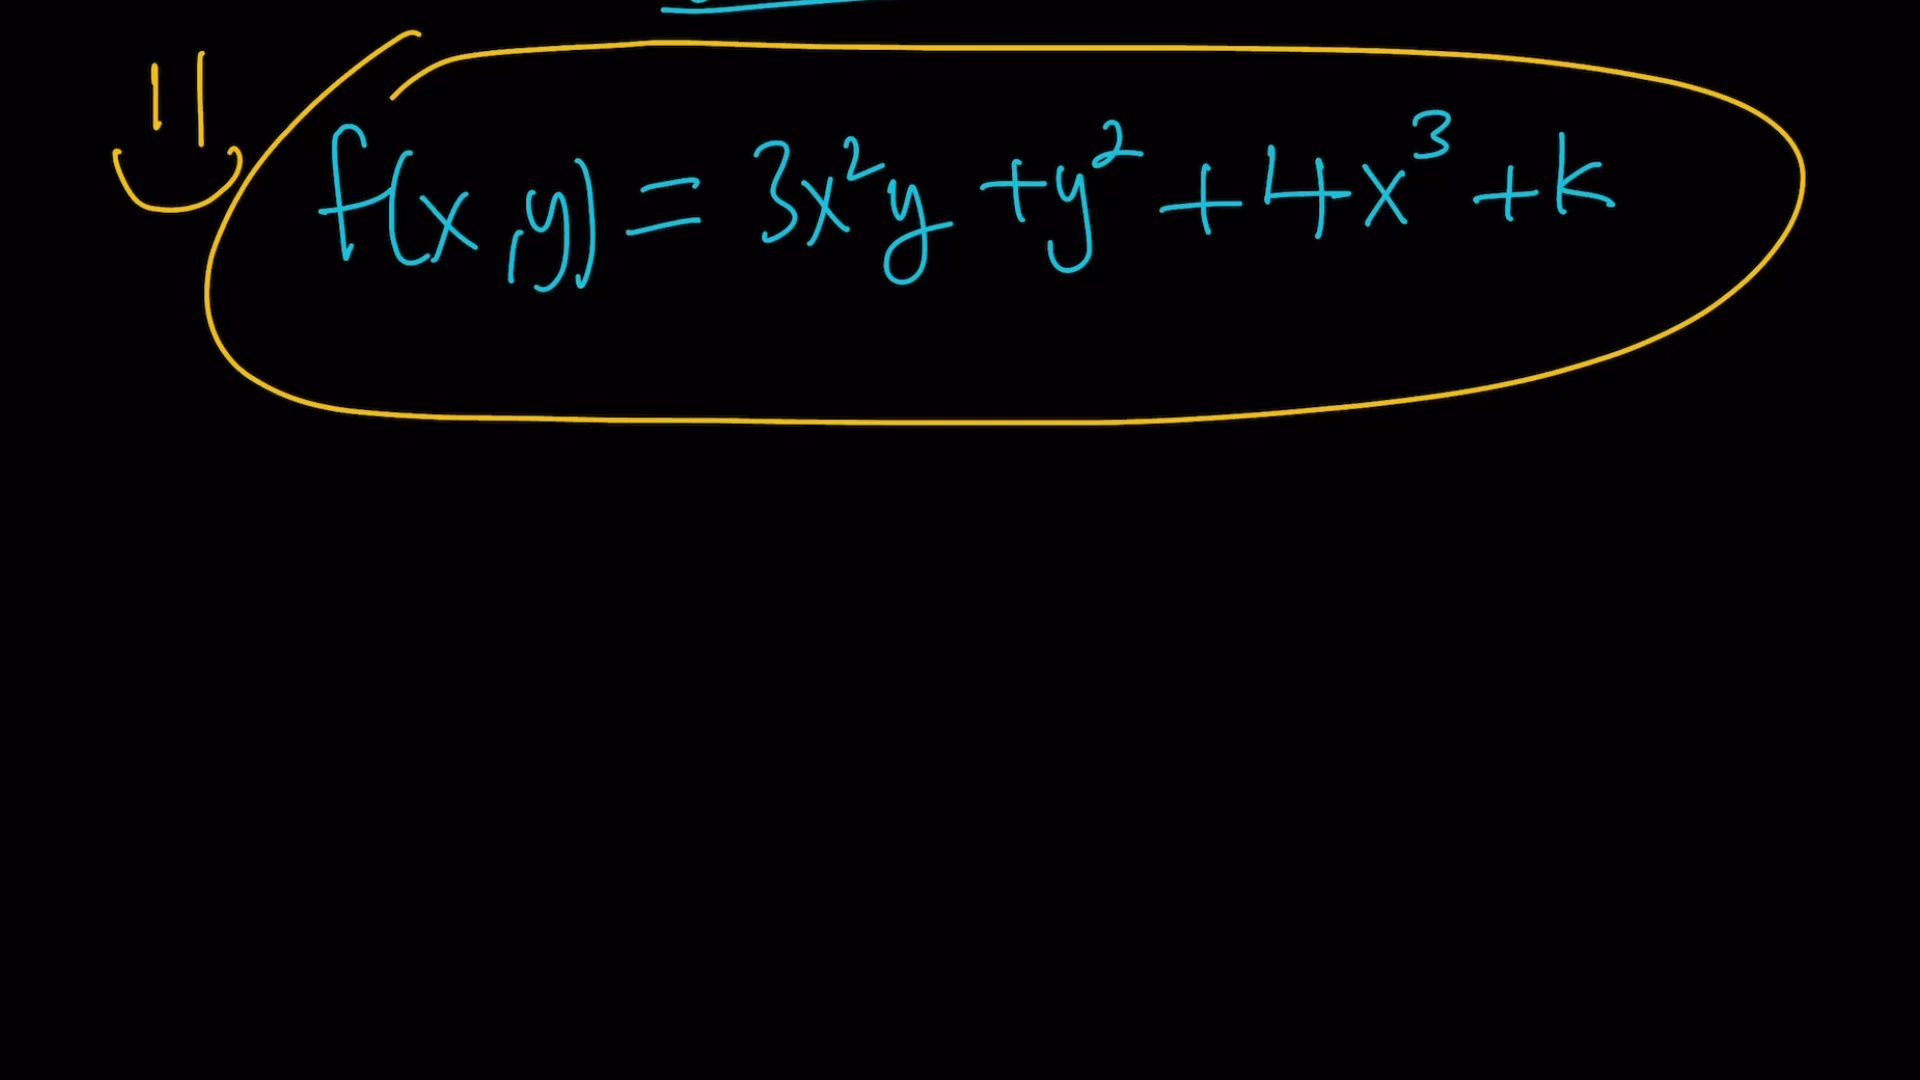 f(x,y) = 3x²y + y² + 4x³ + k